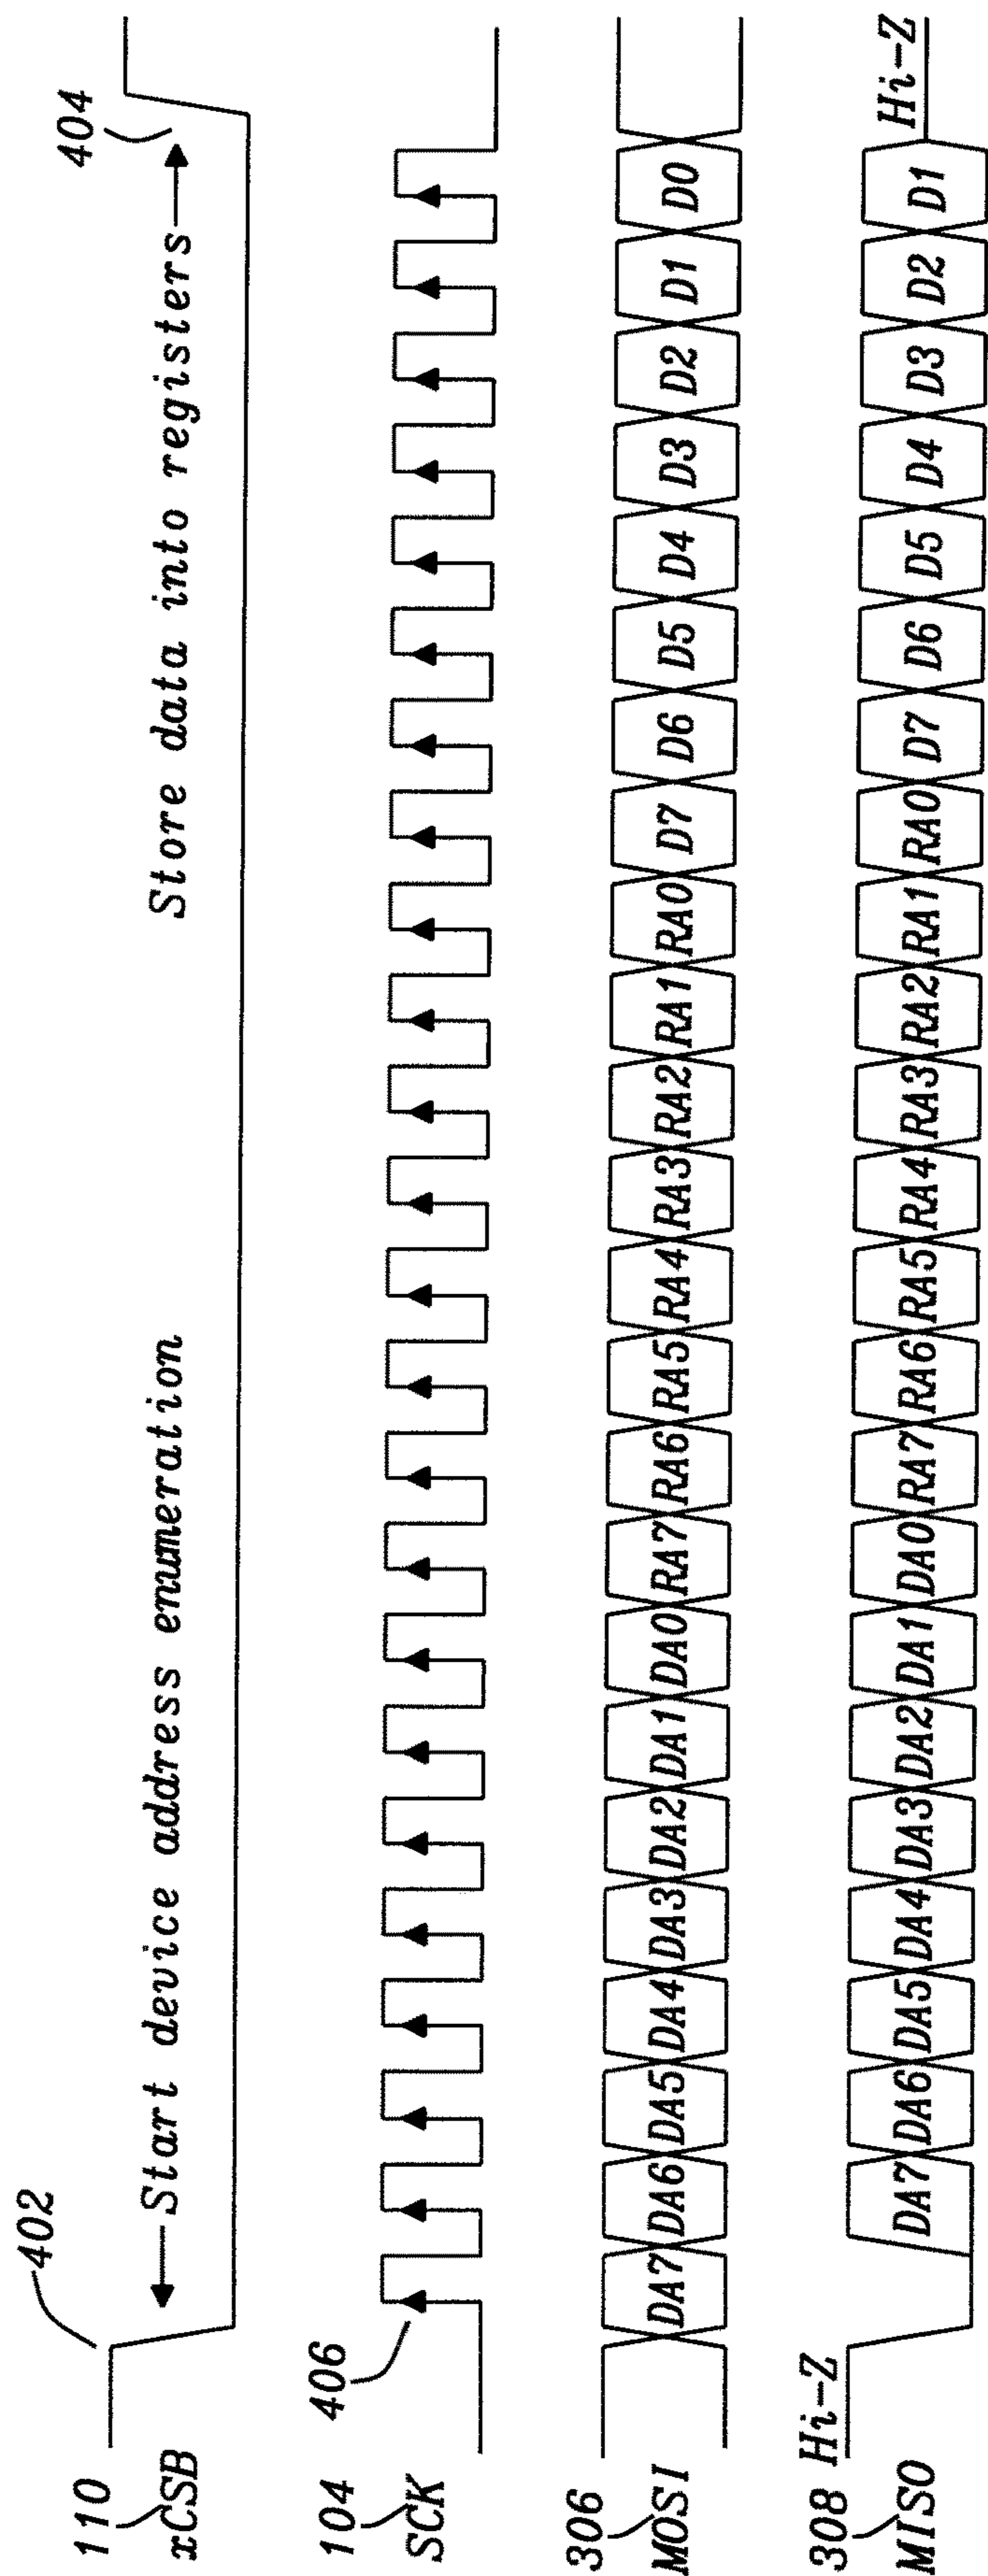 402
404
110
xCSB
Start device address enumeration
Store data into registers
406
104
SCK
306
MOSI
DA7 DA6 DA5 DA4 DA3 DA2 DA1 DA0 RA7 RA6 RA5 RA4 RA3 RA2 RA1 RA0 D7 D6 D5 D4 D3 D2 D1 D0
308
MISO
Hi-Z
DA7 DA6 DA5 DA4 DA3 DA2 DA1 DA0 RA7 RA6 RA5 RA4 RA3 RA2 RA1 RA0 D7 D6 D5 D4 D3 D2 D1
Hi-Z